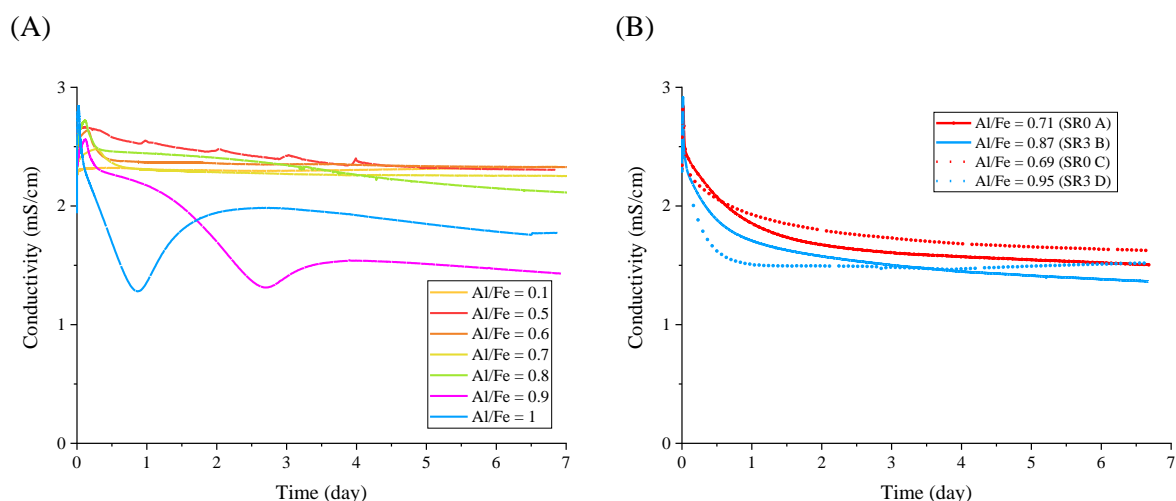 (A)
(B)
3
2
1
0
Conductivity (mS/cm)
0 1 2 3 4 5 6 7
Time (day)
Al/Fe = 0.1
Al/Fe = 0.5
Al/Fe = 0.6
Al/Fe = 0.7
Al/Fe = 0.8
Al/Fe = 0.9
Al/Fe = 1
3
2
1
0
Conductivity (mS/cm)
0 1 2 3 4 5 6 7
Time (day)
Al/Fe = 0.71 (SR0 A)
Al/Fe = 0.87 (SR3 B)
Al/Fe = 0.69 (SR0 C)
Al/Fe = 0.95 (SR3 D)